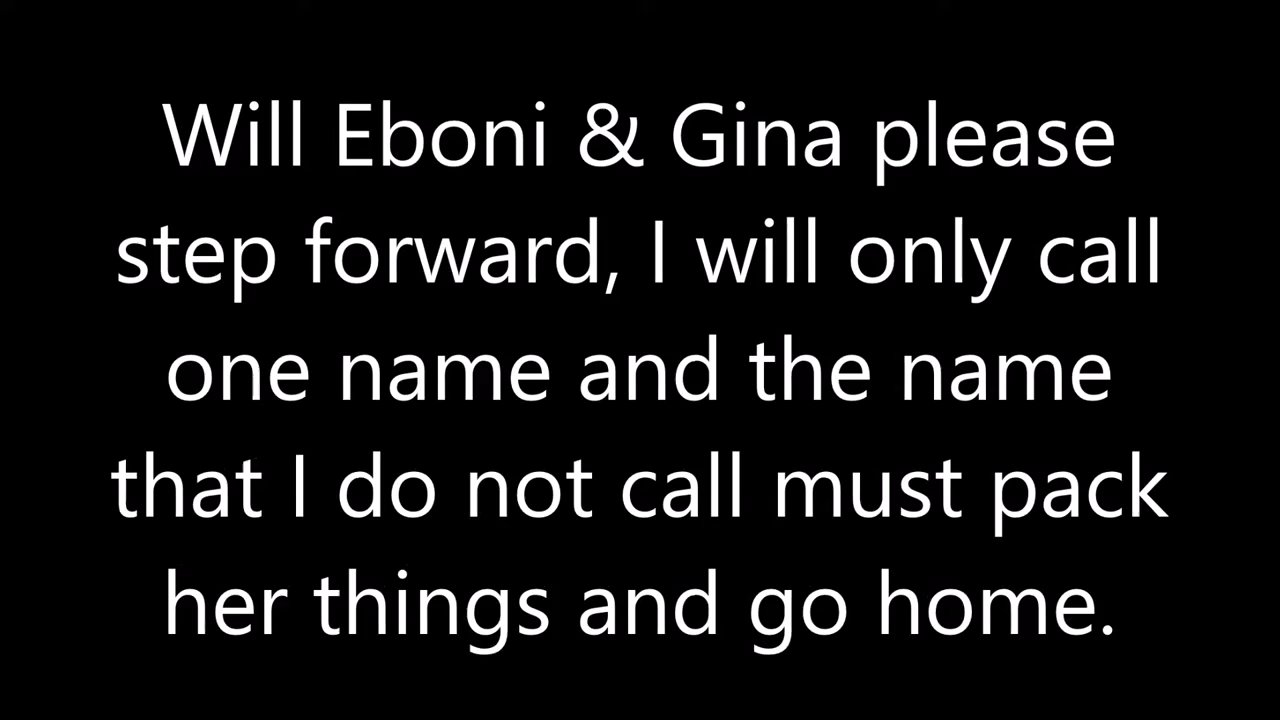 Will Eboni & Gina please
step forward, I will only call
one name and the name
that I do not call must pack
her things and go home.